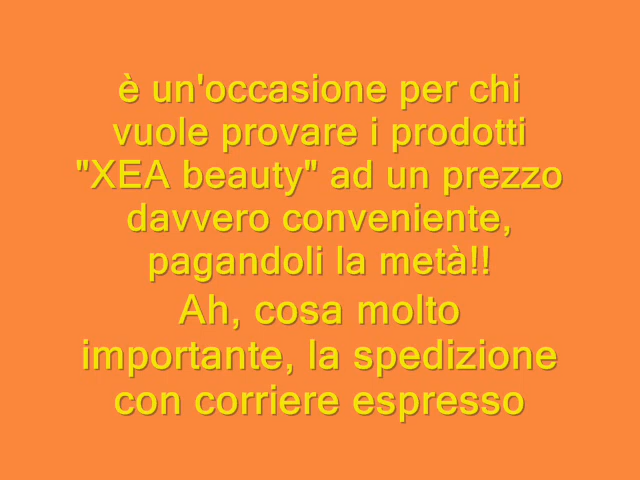 è un'occasione per chi
vuole provare i prodotti
"XEA beauty" ad un prezzo
davvero conveniente,
pagandoli la metà!!
Ah, cosa molto
importante, la spedizione
con corriere espresso